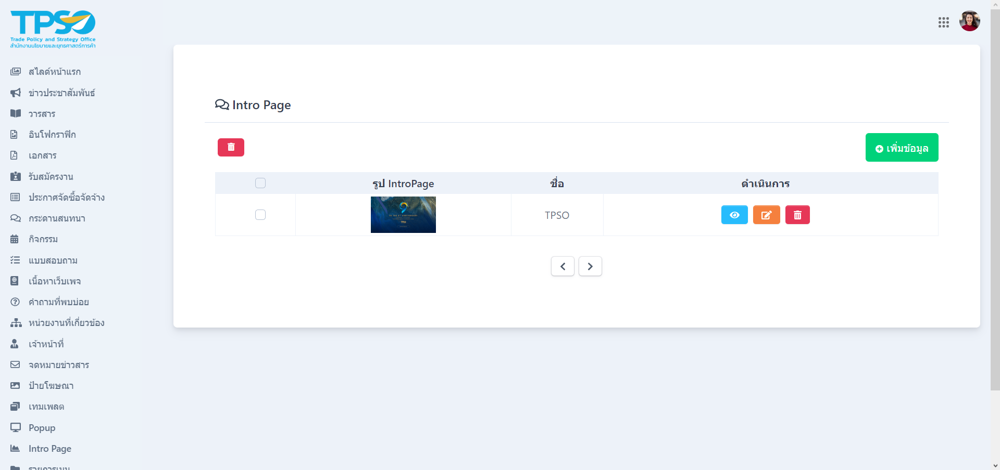 TPSO
Trade Policy and Strategy Office
สำนักงานนโยบายและยุทธศาสตร์การค้า
สไลด์หน้าแรก
ข่าวประชาสัมพันธ์
วารสาร
อินโฟกราฟิก
เอกสาร
รับสมัครงาน
ประกาศจัดซื้อจัดจ้าง
กระดานสนทนา
กิจกรรม
แบบสอบถาม
เนื้อหาเว็บเพจ
คำถามที่พบบ่อย
หน่วยงานที่เกี่ยวข้อง
เจ้าหน้าที่
จดหมายข่าวสาร
ป้ายโฆษณา
เทมเพลต
Popup
Intro Page
รายการเมนู
Intro Page
เพิ่มข้อมูล
รูป IntroPage ชื่อ ดำเนินการ
TPSO